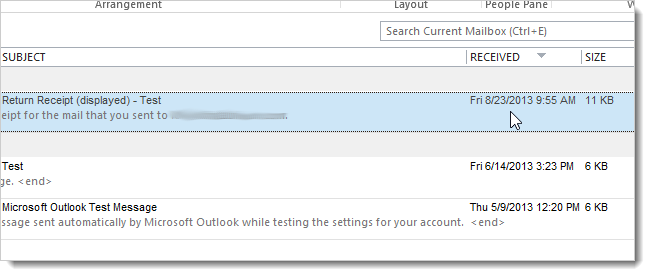 Arrangement Layout People Pane
Search Current Mailbox (Ctrl+E)
SUBJECT RECEIVED SIZE
Return Receipt (displayed) - Test Fri 8/23/2013 9:55 AM 11 KB
eipt for the mail that you sent to .
Test Fri 6/14/2013 3:23 PM 6 KB
ge. <end>
Microsoft Outlook Test Message Thu 5/9/2013 12:20 PM 6 KB
ssage sent automatically by Microsoft Outlook while testing the settings for your account. <end>